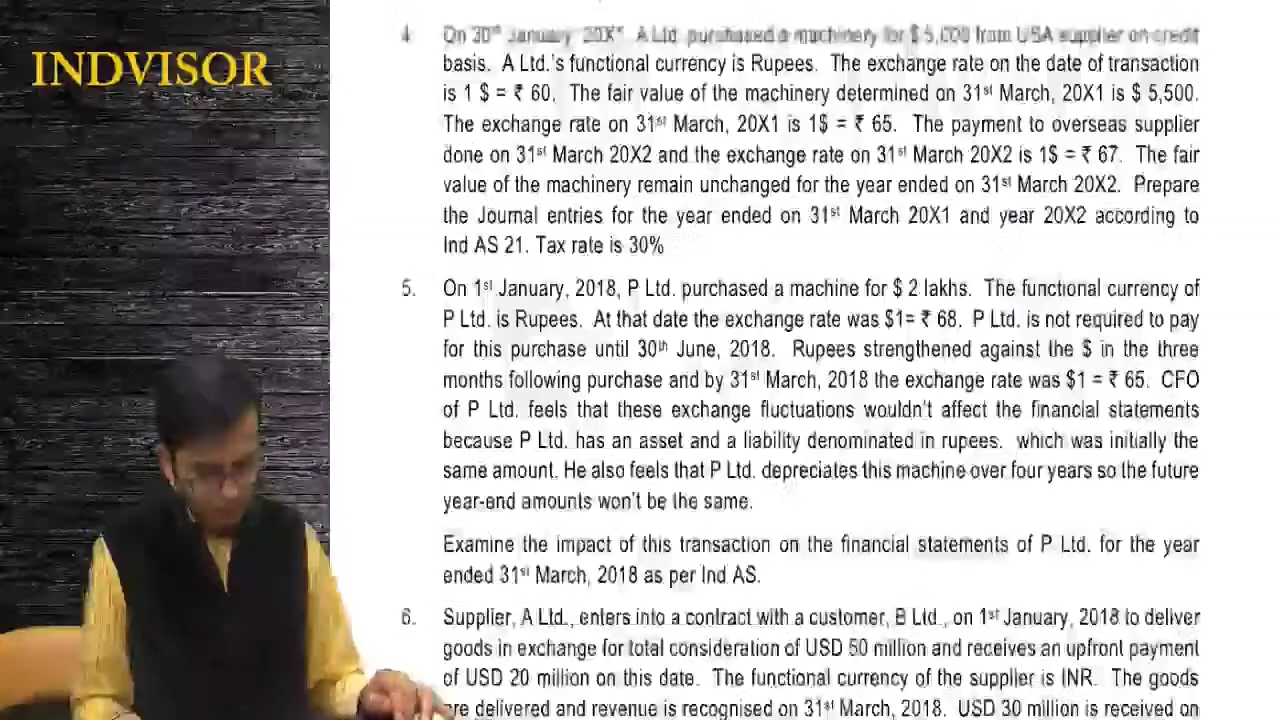 INDVISOR
4. On 30th January, 20X1, A Ltd. purchased a machinery for $ 5,000 from USA supplier on credit
basis. A Ltd.'s functional currency is Rupees. The exchange rate on the date of transaction
is 1 $ = ₹ 60. The fair value of the machinery determined on 31st March, 20X1 is $ 5,500.
The exchange rate on 31st March, 20X1 is 1$ = ₹ 65. The payment to overseas supplier
done on 31st March 20X2 and the exchange rate on 31st March 20X2 is 1$ = ₹ 67. The fair
value of the machinery remain unchanged for the year ended on 31st March 20X2. Prepare
the Journal entries for the year ended on 31st March 20X1 and year 20X2 according to
Ind AS 21. Tax rate is 30%
5. On 1st January, 2018, P Ltd. purchased a machine for $ 2 lakhs. The functional currency of
P Ltd. is Rupees. At that date the exchange rate was $1= ₹ 68. P Ltd. is not required to pay
for this purchase until 30th June, 2018. Rupees strengthened against the $ in the three
months following purchase and by 31st March, 2018 the exchange rate was $1 = ₹ 65. CFO
of P Ltd. feels that these exchange fluctuations wouldn't affect the financial statements
because P Ltd. has an asset and a liability denominated in rupees. which was initially the
same amount. He also feels that P Ltd. depreciates this machine over four years so the future
year-end amounts won't be the same.
Examine the impact of this transaction on the financial statements of P Ltd. for the year
ended 31st March, 2018 as per Ind AS.
6. Supplier, A Ltd., enters into a contract with a customer, B Ltd., on 1st January, 2018 to deliver
goods in exchange for total consideration of USD 50 million and receives an upfront payment
of USD 20 million on this date. The functional currency of the supplier is INR. The goods
are delivered and revenue is recognised on 31st March, 2018. USD 30 million is received on